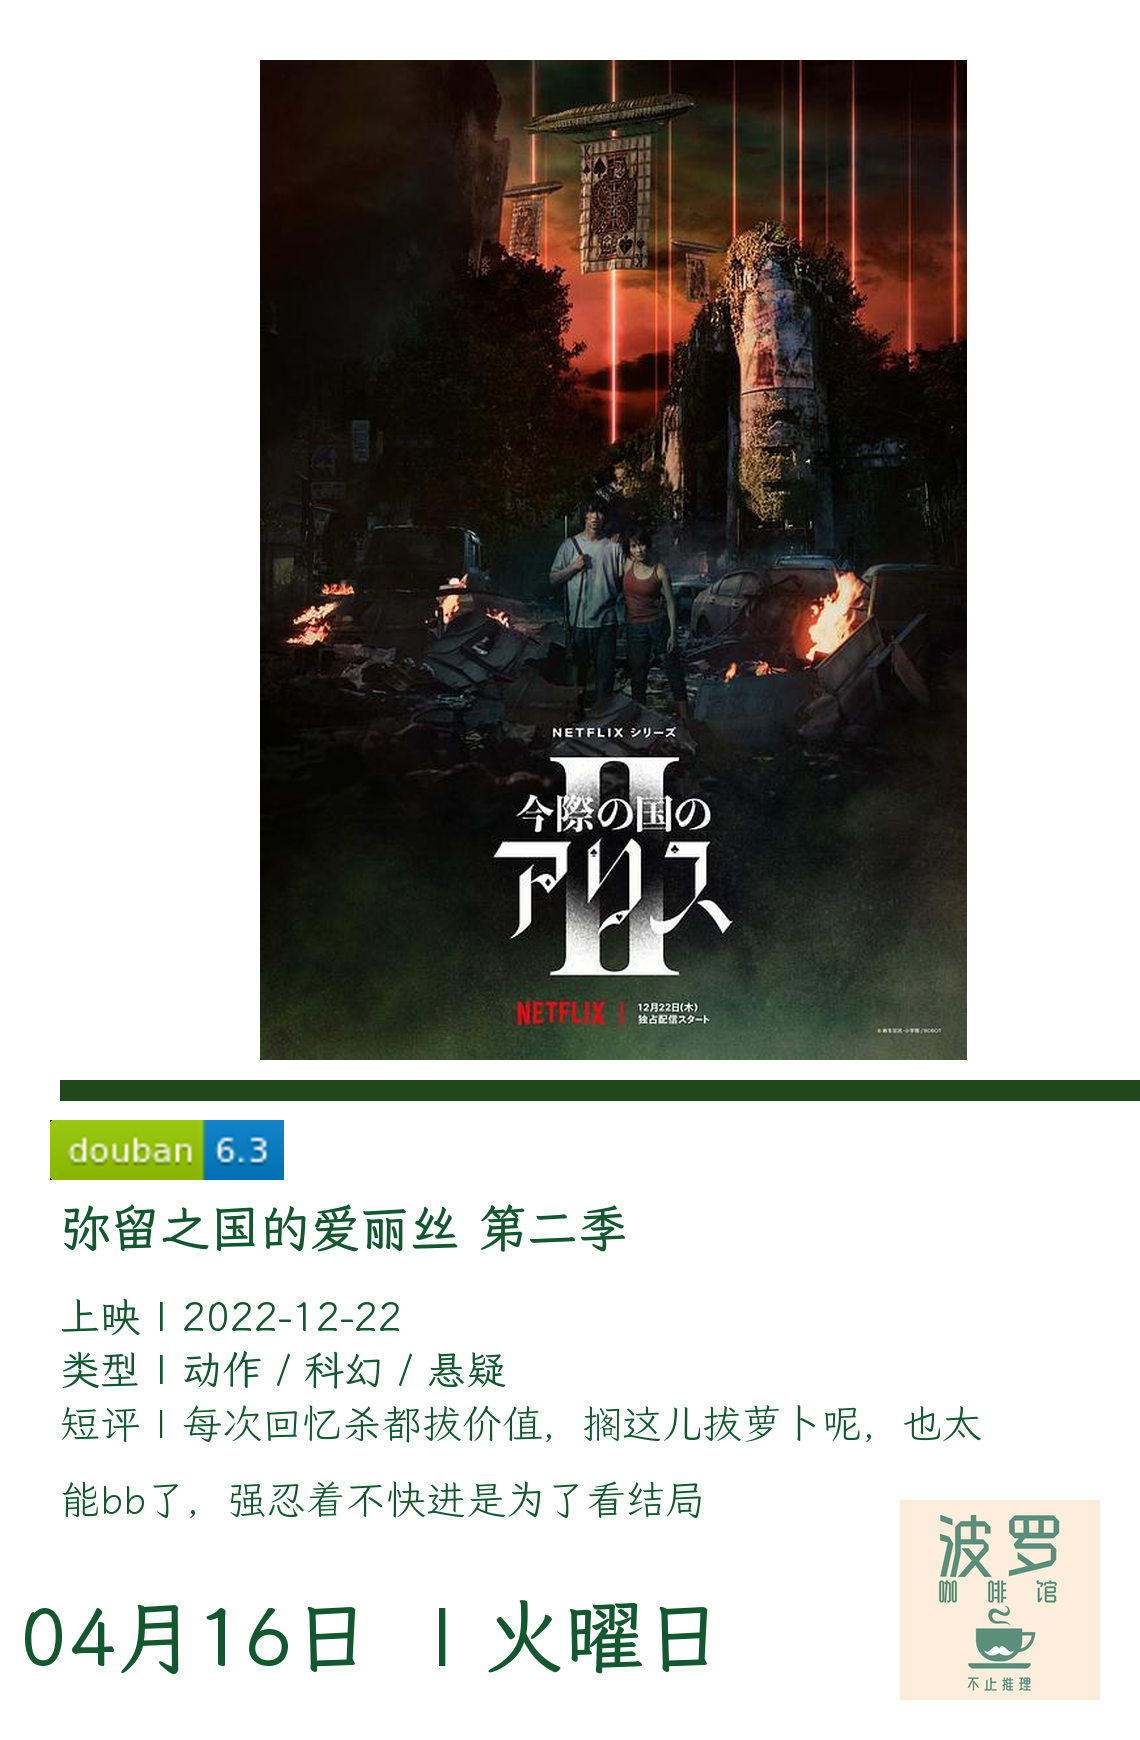 NETFLIX シリーズ
II
今際の国の
アリス
NETFLIX | 12月22日(木)
独占配信スタート
douban 6.3
弥留之国的爱丽丝 第二季
上映 | 2022-12-22
类型 | 动作 / 科幻 / 悬疑
短评 | 每次回忆杀都拔价值，搁这儿拔萝卜呢，也太
能bb了，强忍着不快进是为了看结局
04月16日 | 火曜日
波罗
咖啡馆
不止推理